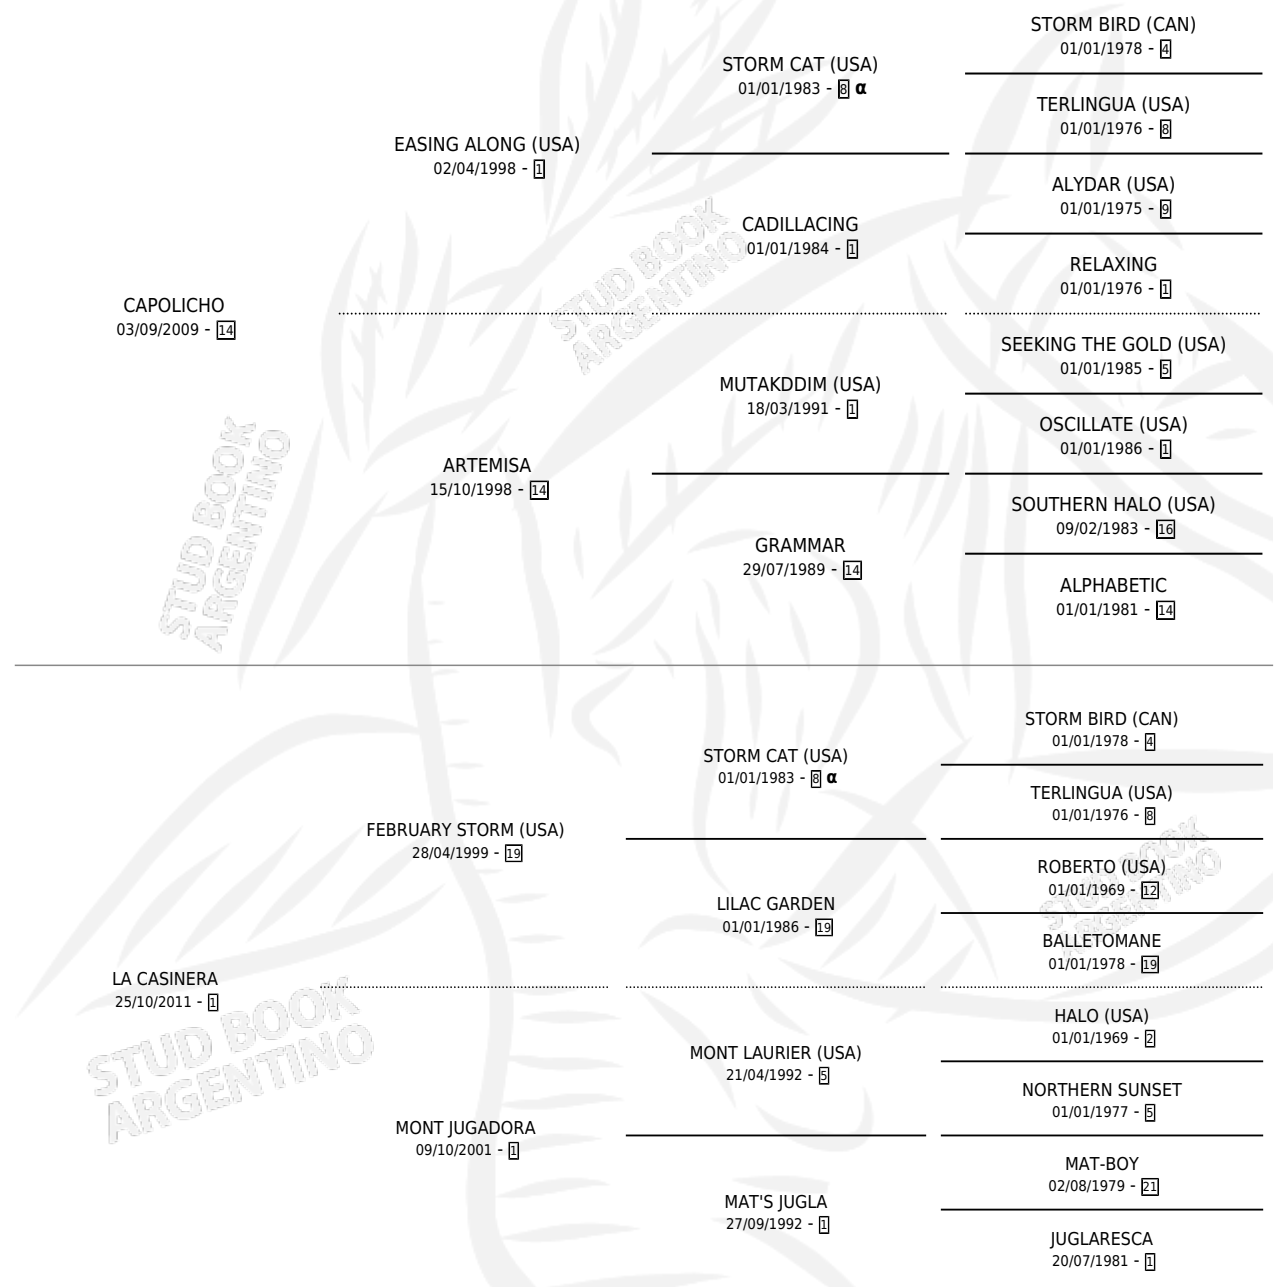 STORM BIRD (CAN)
01/01/1978 - 4
STORM CAT (USA)
01/01/1983 - 8 α
TERLINGUA (USA)
01/01/1976 - 8
EASING ALONG (USA)
02/04/1998 - 1
ALYDAR (USA)
01/01/1975 - 9
CADILLACING
01/01/1984 - 1
RELAXING
01/01/1976 - 1
CAPOLICHO
03/09/2009 - 14
SEEKING THE GOLD (USA)
01/01/1985 - 5
MUTAKDDIM (USA)
18/03/1991 - 1
OSCILLATE (USA)
01/01/1986 - 1
ARTEMISA
15/10/1998 - 14
SOUTHERN HALO (USA)
09/02/1983 - 16
GRAMMAR
29/07/1989 - 14
ALPHABETIC
01/01/1981 - 14
STORM BIRD (CAN)
01/01/1978 - 4
STORM CAT (USA)
01/01/1983 - 8 α
TERLINGUA (USA)
01/01/1976 - 8
FEBRUARY STORM (USA)
28/04/1999 - 19
ROBERTO (USA)
01/01/1969 - 12
LILAC GARDEN
01/01/1986 - 19
BALLETOMANE
01/01/1978 - 19
LA CASINERA
25/10/2011 - 1
HALO (USA)
01/01/1969 - 2
MONT LAURIER (USA)
21/04/1992 - 5
NORTHERN SUNSET
01/01/1977 - 5
MONT JUGADORA
09/10/2001 - 1
MAT-BOY
02/08/1979 - 21
MAT'S JUGLA
27/09/1992 - 1
JUGLARESCA
20/07/1981 - 1
STUD BOOK
ARGENTINO
STUD BOOK
ARGENTINO
STUD BOOK
ARGENTINO
STUD BOOK
ARGENTINO